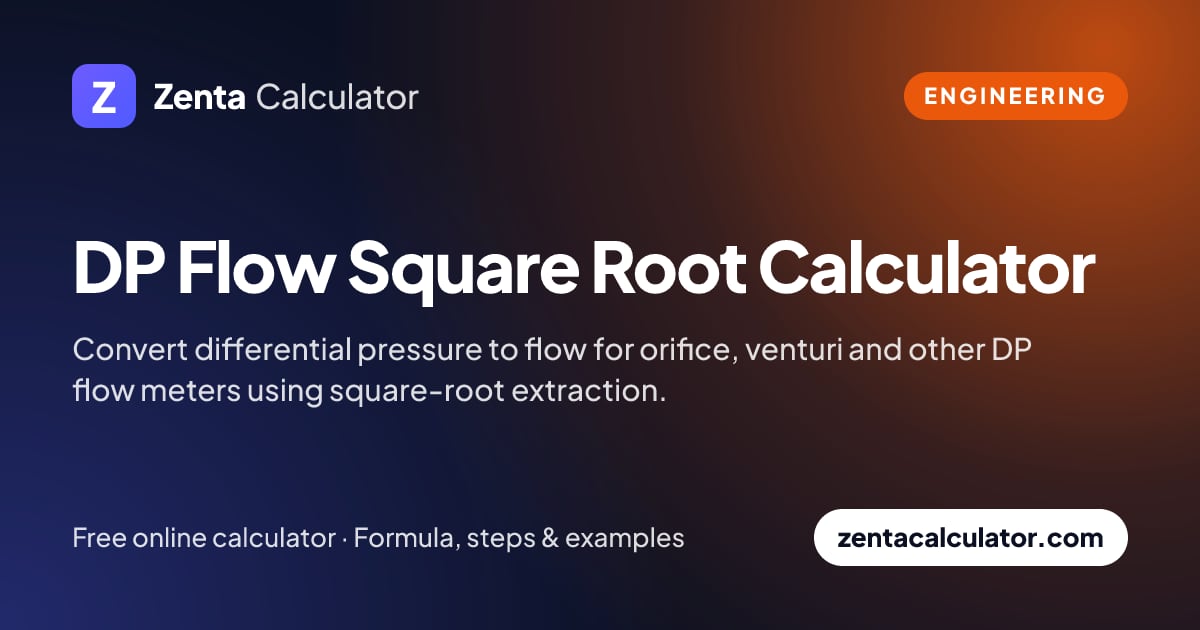 Z
Zenta Calculator
ENGINEERING
DP Flow Square Root Calculator
Convert differential pressure to flow for orifice, venturi and other DP
flow meters using square-root extraction.
Free online calculator · Formula, steps & examples
zentacalculator.com